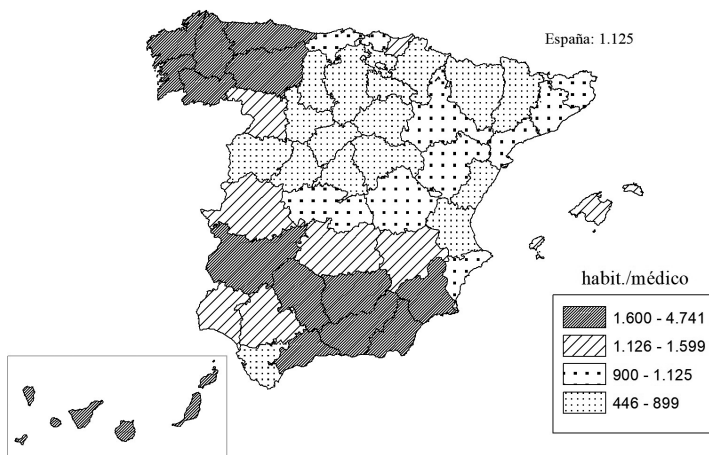 España: 1.125
habit./médico
1.600 - 4.741
1.126 - 1.599
900 - 1.125
446 - 899